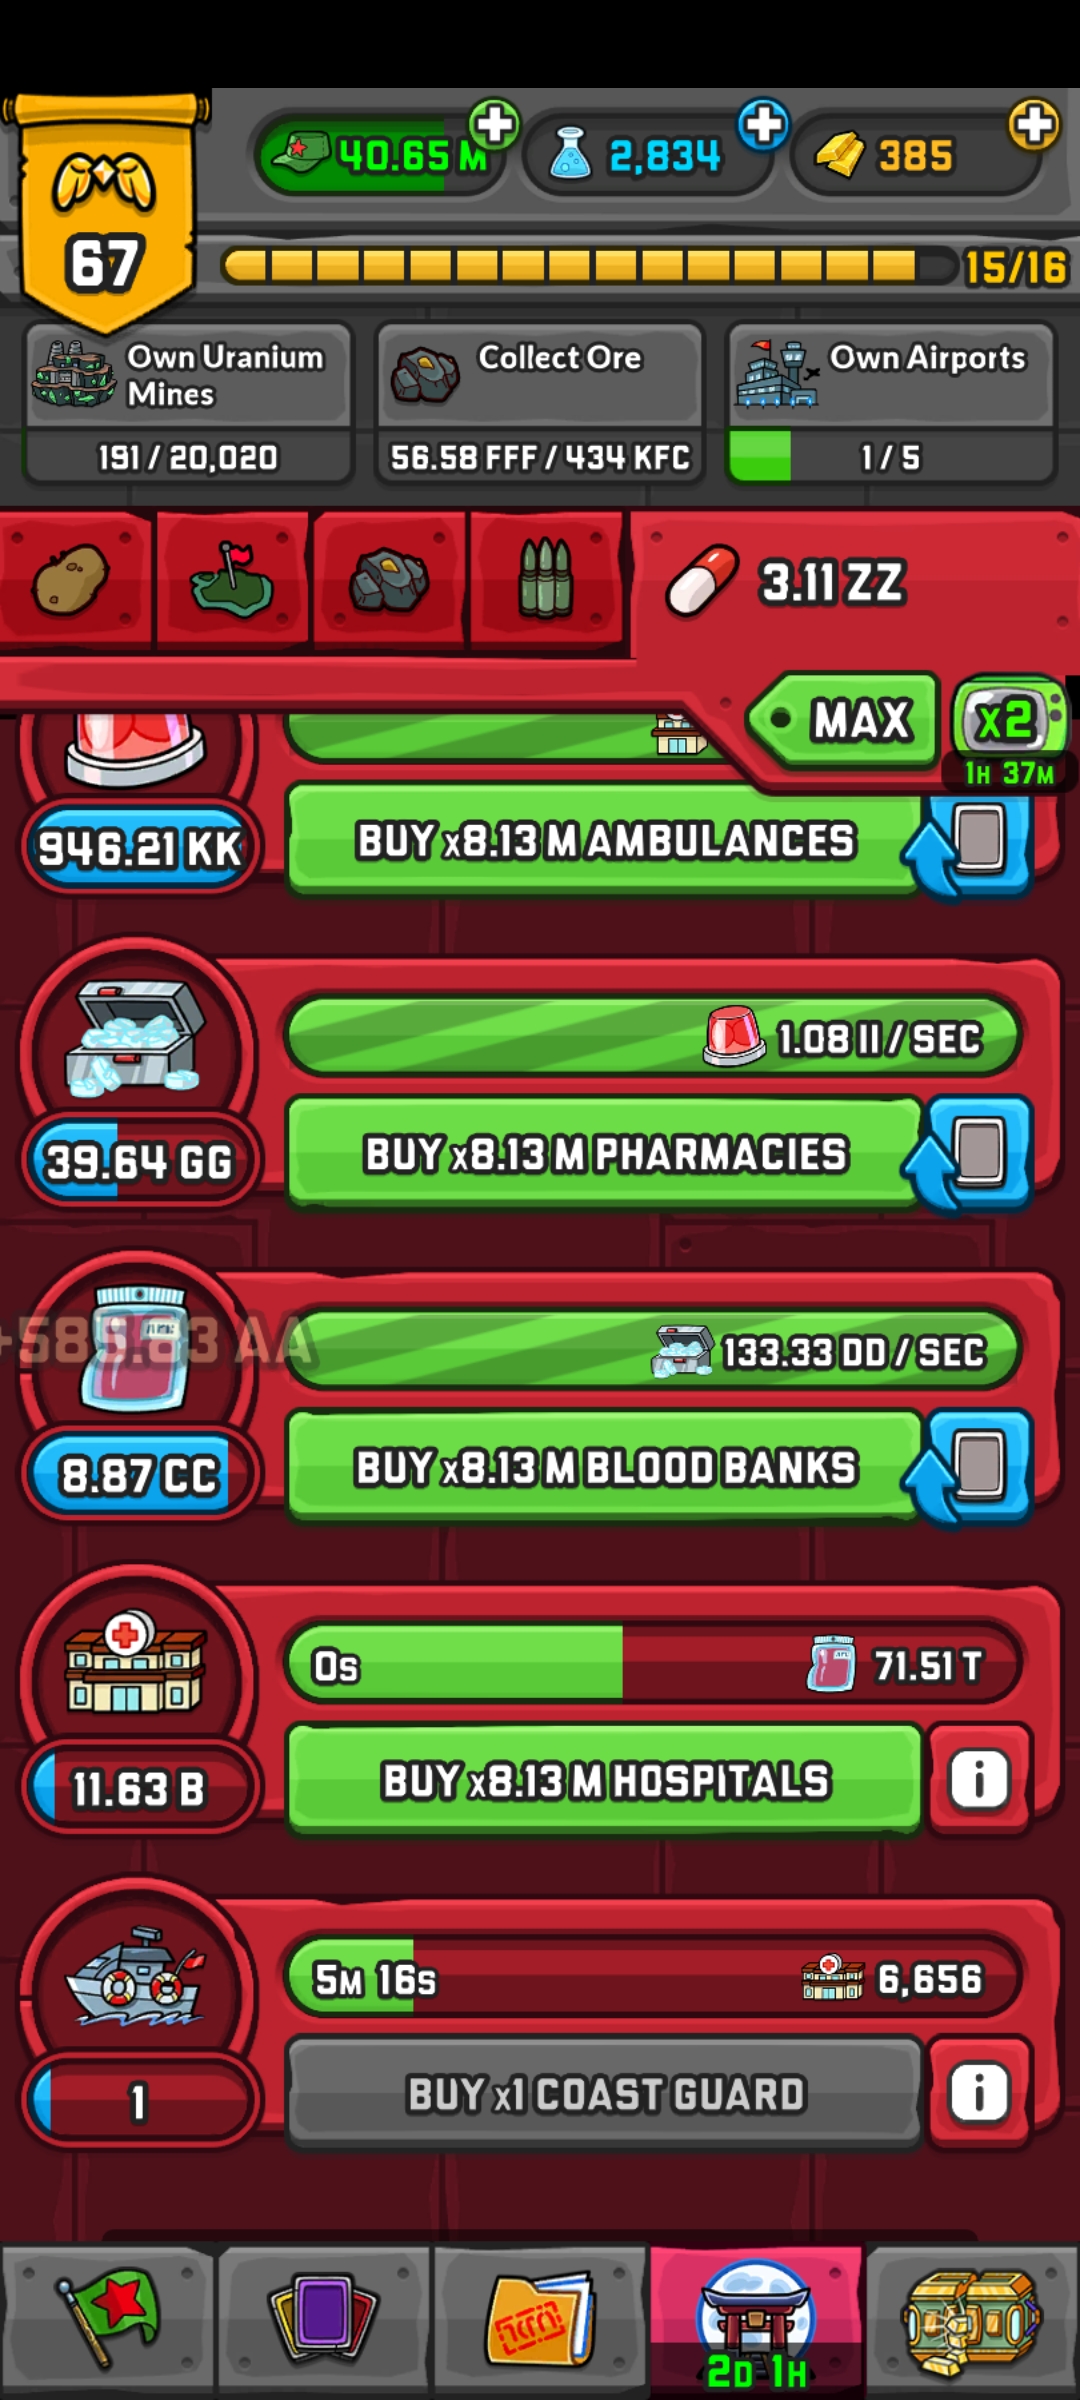 40.65 M
2,834
385
67
15/16
Own Uranium
Mines
191 / 20,020
Collect Ore
56.58 FFF / 434 KFC
Own Airports
1 / 5
3.11 ZZ
MAX
x2
1H 37M
946.21 KK
BUY x8.13 M AMBULANCES
1.08 II / SEC
39.64 GG
BUY x8.13 M PHARMACIES
133.33 DD / SEC
8.87 CC
BUY x8.13 M BLOOD BANKS
0s
71.51 T
11.63 B
BUY x8.13 M HOSPITALS
i
5M 16s
6,656
1
BUY x1 COAST GUARD
i
2D 1H